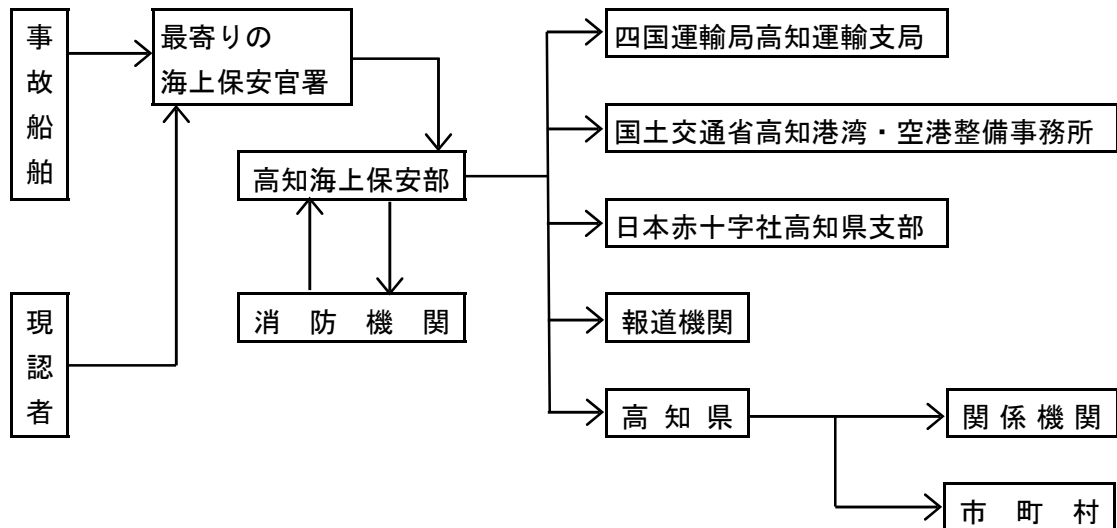 事故船舶
最寄りの
海上保安官署
高知海上保安部
消防機関
現認者
四国運輸局高知運輸支局
国土交通省高知港湾・空港整備事務所
日本赤十字社高知県支部
報道機関
高知県
関係機関
市町村